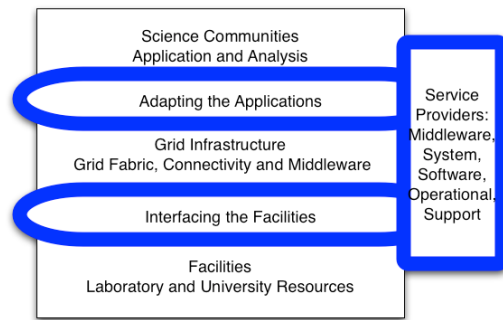 Science Communities
Application and Analysis
Adapting the Applications
Grid Infrastructure
Grid Fabric, Connectivity and Middleware
Interfacing the Facilities
Facilities
Laboratory and University Resources
Service
Providers:
Middleware,
System,
Software,
Operational,
Support